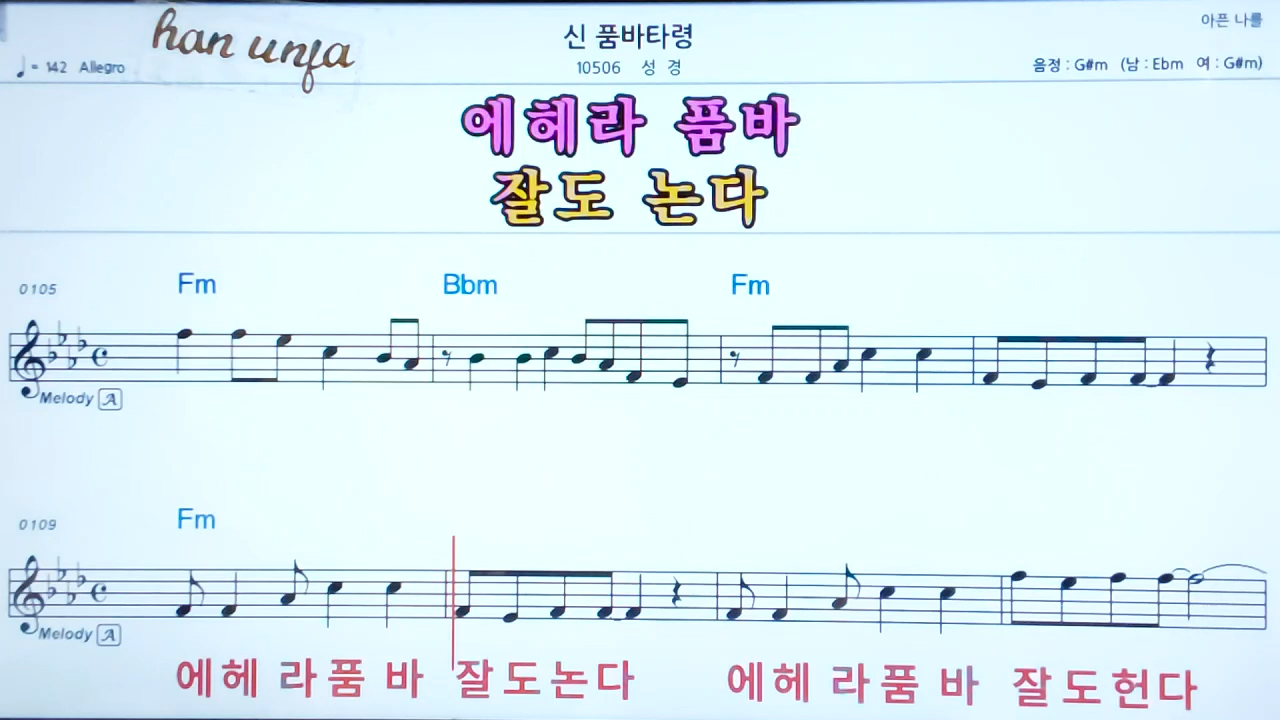 han unja
아픈 나를
신 품바타령
♩= 142 Allegro
10506 성 경
음정 : G#m (남 : Ebm 여 : G#m)
에헤라 품바
잘도 논다
0105 Fm Bbm Fm
Melody A
0109 Fm
Melody A
에헤 라품 바 잘도논다 에헤 라품 바 잘도헌다